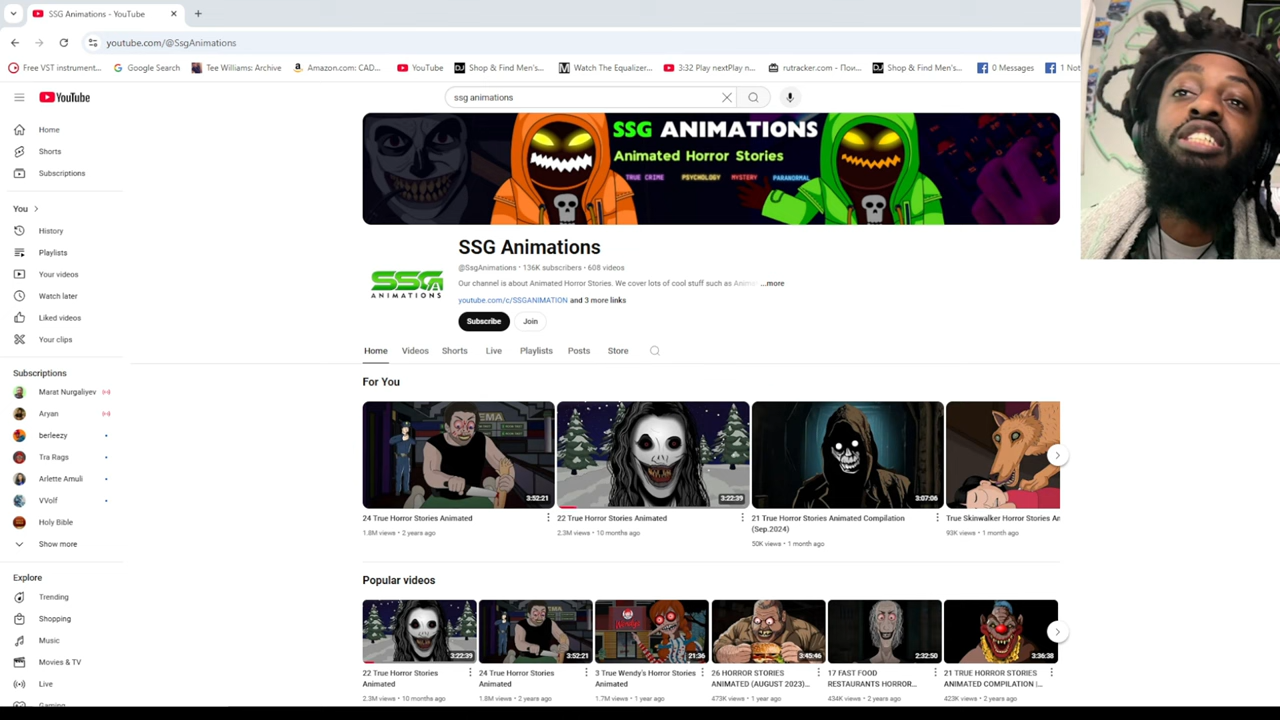 SSG Animations - YouTube
youtube.com/@SsgAnimations
Free VST instrument...
Google Search
Tee Williams: Archive
Amazon.com: CAD...
YouTube
Shop & Find Men's...
Watch The Equalizer...
3:32 Play nextPlay n...
rutracker.com – Пои...
Shop & Find Men's...
0 Messages
1 Not
YouTube
ssg animations
Home
Shorts
Subscriptions
You
History
Playlists
Your videos
Watch later
Liked videos
Your clips
Subscriptions
Marat Nurgaliyev
Aryan
berleezy
Tra Rags
Arlette Amuli
VVolf
Holy Bible
Show more
Explore
Trending
Shopping
Music
Movies & TV
Live
Gaming
SSG ANIMATIONS
Animated Horror Stories
TRUE CRIME PSYCHOLOGY MYSTERY PARANORMAL
SSGA
ANIMATIONS
SSG Animations
@SsgAnimations • 136K subscribers • 608 videos
Our channel is about Animated Horror Stories. We cover lots of cool stuff such as Anim ...more
youtube.com/c/SSGANIMATION and 3 more links
Subscribe Join
Home Videos Shorts Live Playlists Posts Store
For You
EMA
3:52:21
3:22:39
3:07:06
24 True Horror Stories Animated
1.8M views • 2 years ago
22 True Horror Stories Animated
2.3M views • 10 months ago
21 True Horror Stories Animated Compilation
(Sep.2024)
50K views • 1 month ago
True Skinwalker Horror Stories An
93K views • 1 month ago
Popular videos
3:22:39
3:52:21
21:36
3:45:46
2:32:50
3:36:38
22 True Horror Stories
Animated
2.3M views • 10 months ago
24 True Horror Stories
Animated
1.8M views • 2 years ago
3 True Wendy's Horror Stories
Animated
1.7M views • 1 year ago
26 HORROR STORIES
ANIMATED (AUGUST 2023)...
473K views • 1 year ago
17 FAST FOOD
RESTAURANTS HORROR...
434K views • 2 years ago
21 TRUE HORROR STORIES
ANIMATED COMPILATION |...
423K views • 2 years ago